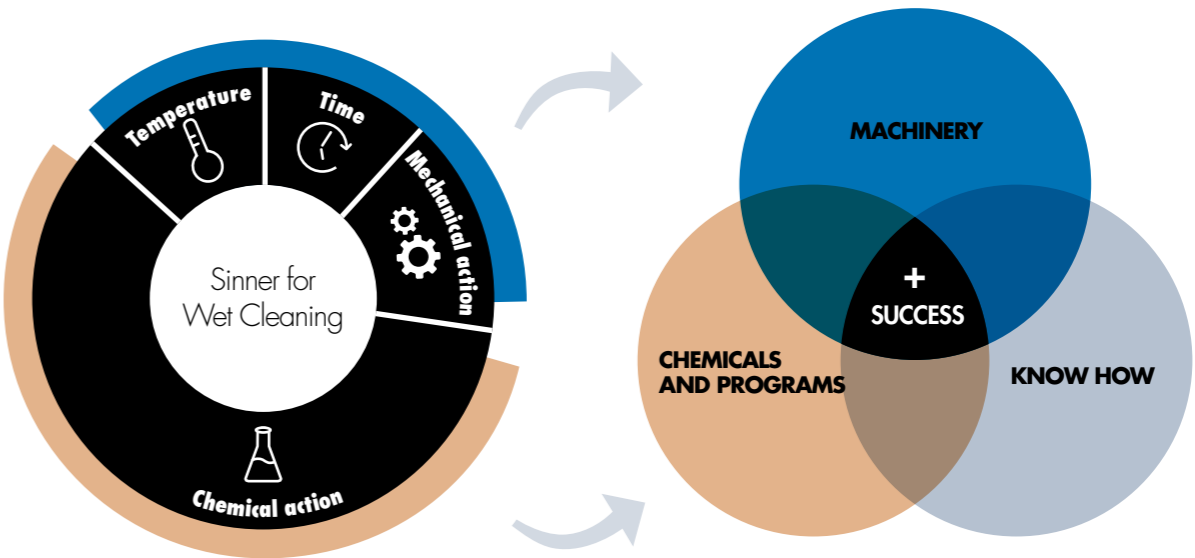 Temperature
Time
Mechanical action
Sinner for
Wet Cleaning
Chemical action
MACHINERY
+
SUCCESS
CHEMICALS
AND PROGRAMS
KNOW HOW